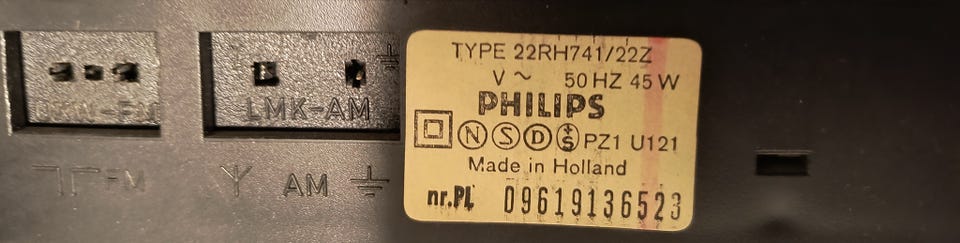 LMK-AM
FM
AM
TYPE 22RH741/22Z
V ~ 50 HZ 45 W
PHILIPS
N S D S PZ1 U121
Made in Holland
nr.PL 09619136523